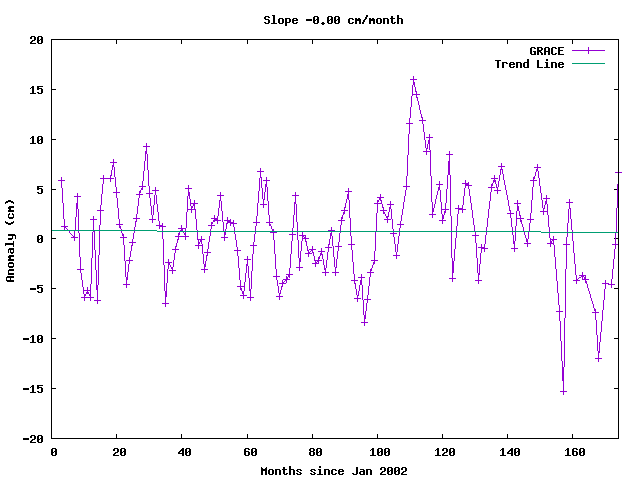 Slope -0.00 cm/month
20
GRACE
Trend Line
15
10
5
0
-5
-10
-15
-20
Anomaly (cm)
0 20 40 60 80 100 120 140 160
Months since Jan 2002